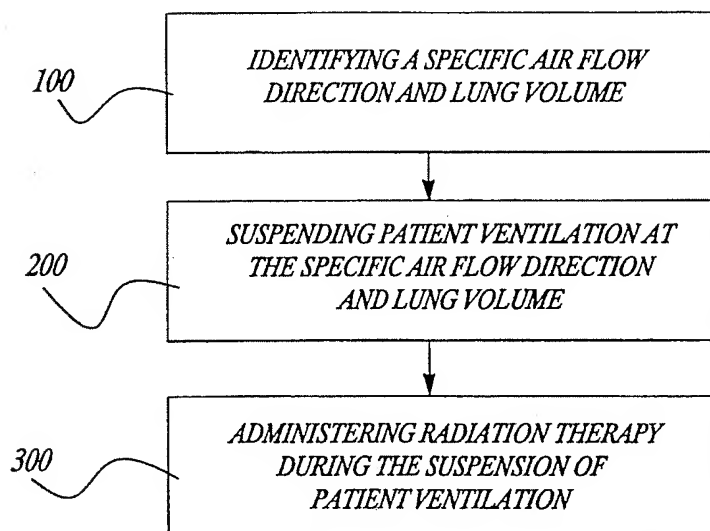 100
IDENTIFYING A SPECIFIC AIR FLOW
DIRECTION AND LUNG VOLUME
200
SUSPENDING PATIENT VENTILATION AT
THE SPECIFIC AIR FLOW DIRECTION
AND LUNG VOLUME
300
ADMINISTERING RADIATION THERAPY
DURING THE SUSPENSION OF
PATIENT VENTILATION